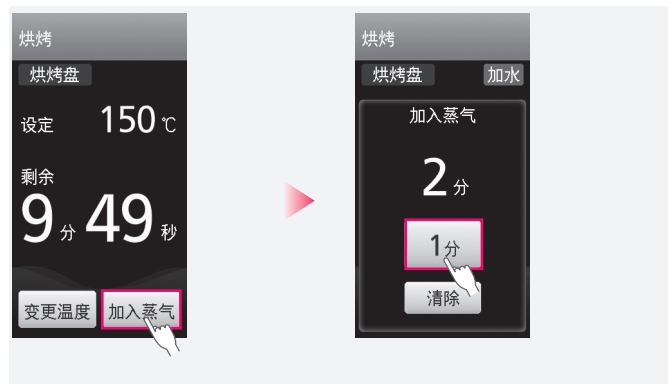 烘烤
烘烤盘
设定 150 ℃
剩余
9 分 49 秒
变更温度 加入蒸气
烘烤
烘烤盘 加水
加入蒸气
2 分
1分
清除